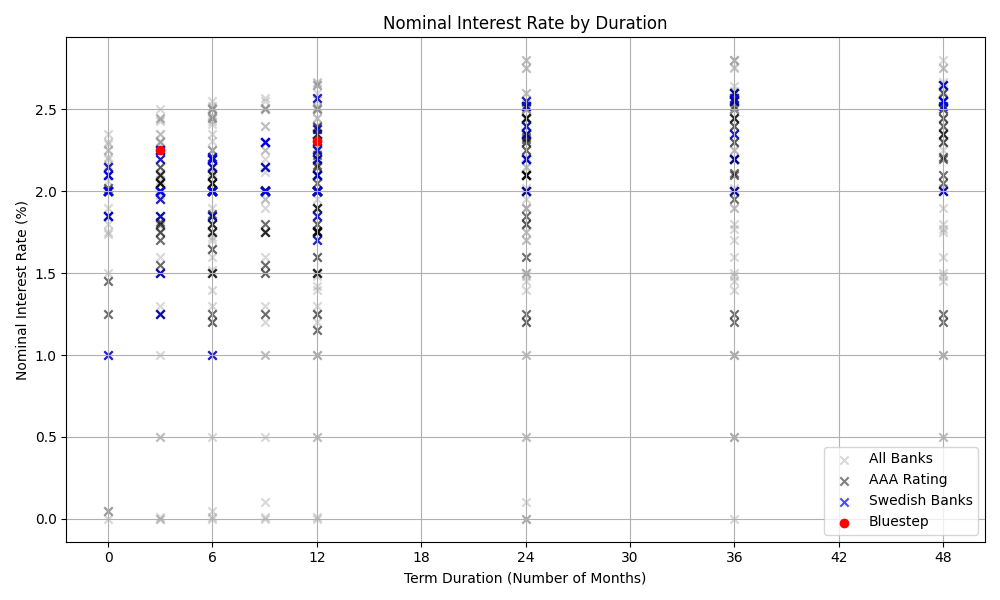 Nominal Interest Rate by Duration
Nominal Interest Rate (%)
2.5
2.0
1.5
1.0
0.5
0.0
All Banks
AAA Rating
Swedish Banks
Bluestep
0 6 12 18 24 30 36 42 48
Term Duration (Number of Months)